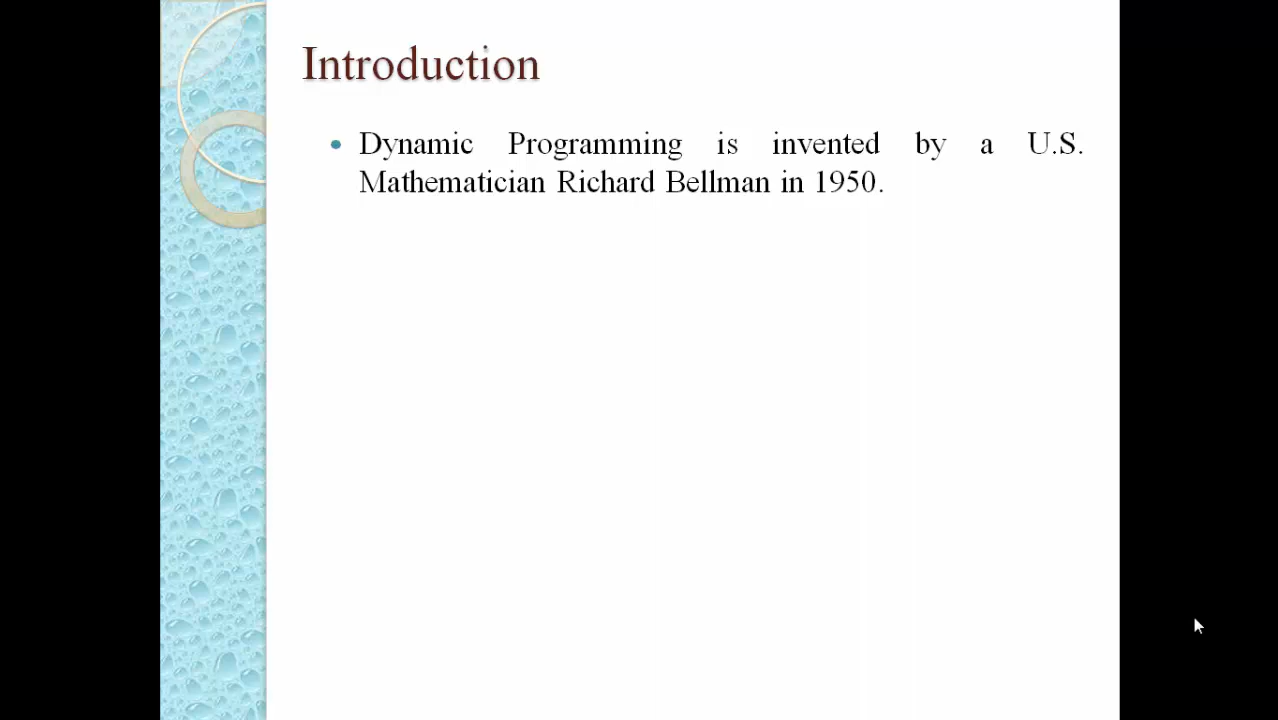 Introduction
• Dynamic Programming is invented by a U.S.
Mathematician Richard Bellman in 1950.